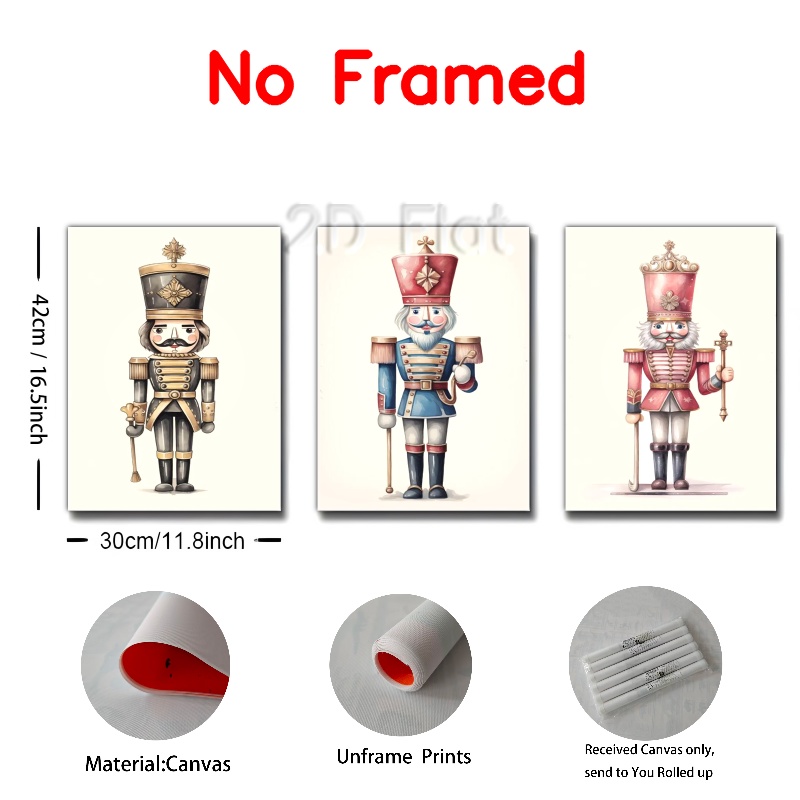 No Framed
2D Flat
42cm / 16.5inch
30cm/11.8inch
Material:Canvas
Unframe Prints
Received Canvas only,
send to You Rolled up